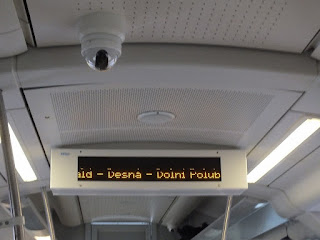 ald - Desná - Dolní Polub